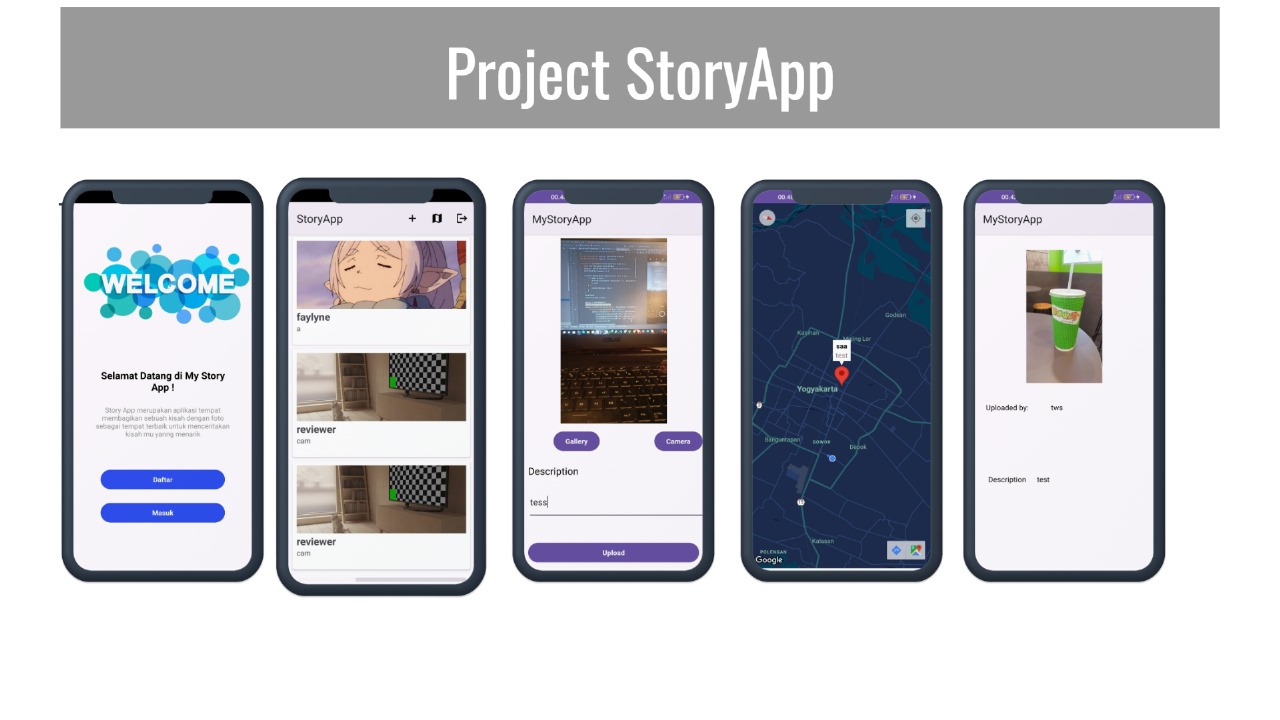 Project StoryApp
WELCOME
Selamat Datang di My Story
App !
Story App merupakan aplikasi tempat
membagikan sebuah kisah dengan foto
sebagai tempat terbaik untuk menceritakan
kisah mu yanng menarik.
Daftar
Masuk
StoryApp
faylyne
a
reviewer
cam
reviewer
cam
MyStoryApp
Gallery
Camera
Description
tess
Upload
Godean
Kasihan
saa
test
Yogyakarta
Banguntapan
Depok
Kalasan
Google
MyStoryApp
Uploaded by: tws
Description test